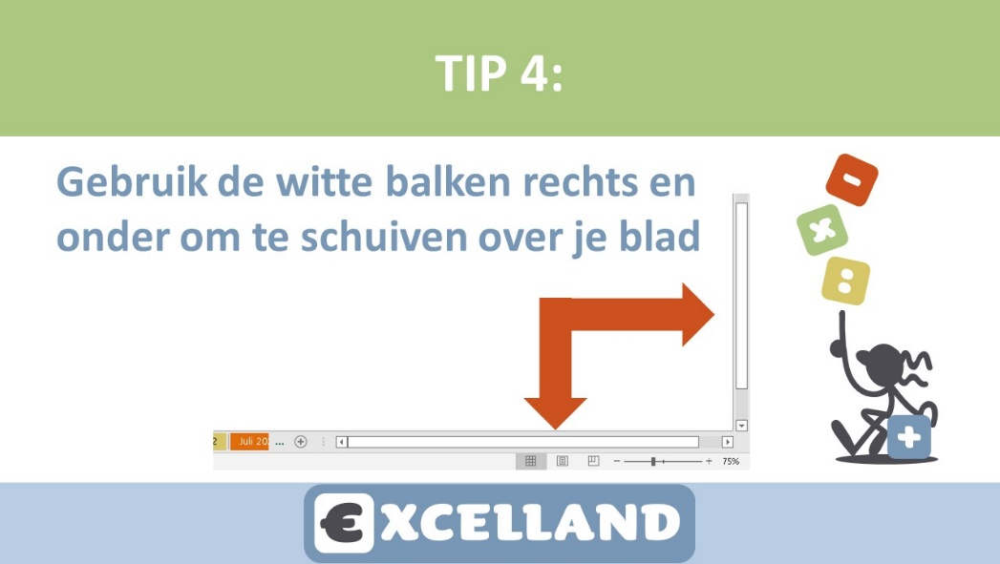 TIP 4:
Gebruik de witte balken rechts en
onder om te schuiven over je blad
2 Juli 20 ...
75%
€XCELLAND